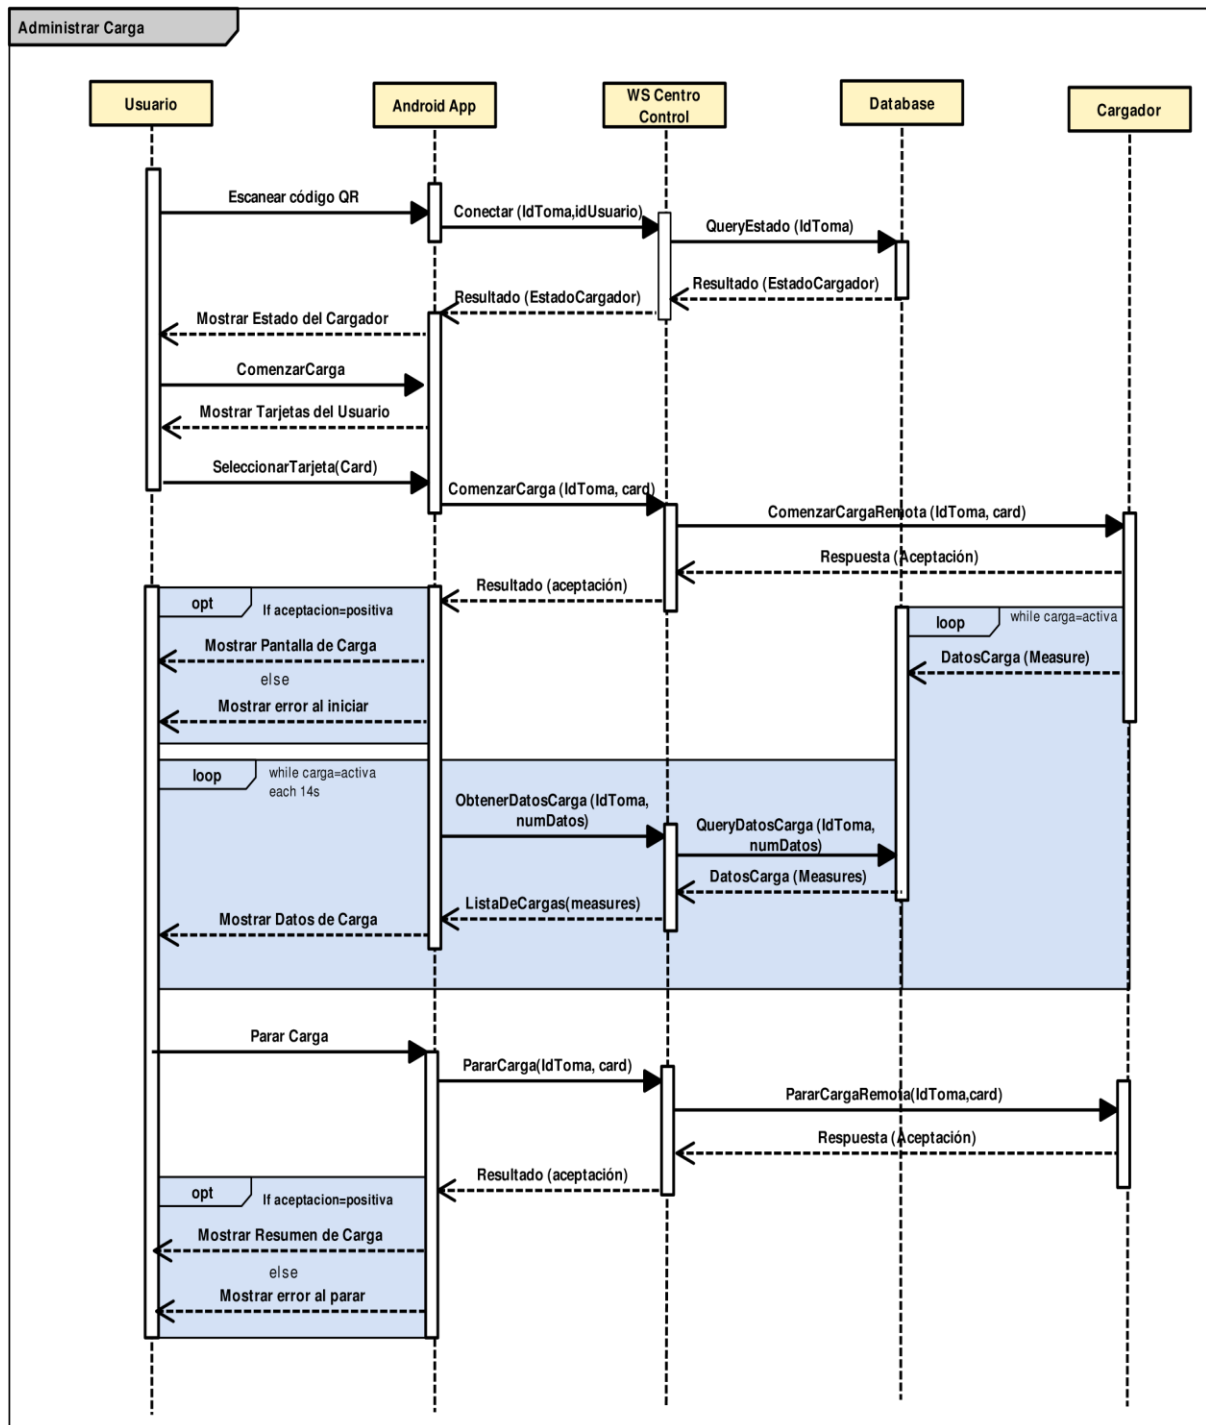 Administrar Carga
Usuario
Android App
WS Centro
Control
Database
Cargador
Escanear código QR
Conectar (IdToma,idUsuario)
QueryEstado (IdToma)
Resultado (EstadoCargador)
Resultado (EstadoCargador)
Mostrar Estado del Cargador
ComenzarCarga
Mostrar Tarjetas del Usuario
SeleccionarTarjeta(Card)
ComenzarCarga (IdToma, card)
ComenzarCargaRemota (IdToma, card)
Respuesta (Aceptación)
Resultado (aceptación)
opt
If aceptacion=positiva
loop
while carga=activa
Mostrar Pantalla de Carga
DatosCarga (Measure)
else
Mostrar error al iniciar
loop
while carga=activa
each 14s
ObtenerDatosCarga (IdToma,
numDatos)
QueryDatosCarga (IdToma,
numDatos)
DatosCarga (Measures)
ListaDeCargas(measures)
Mostrar Datos de Carga
Parar Carga
PararCarga(IdToma, card)
PararCargaRemota(IdToma,card)
Respuesta (Aceptación)
Resultado (aceptación)
opt
If aceptacion=positiva
Mostrar Resumen de Carga
else
Mostrar error al parar